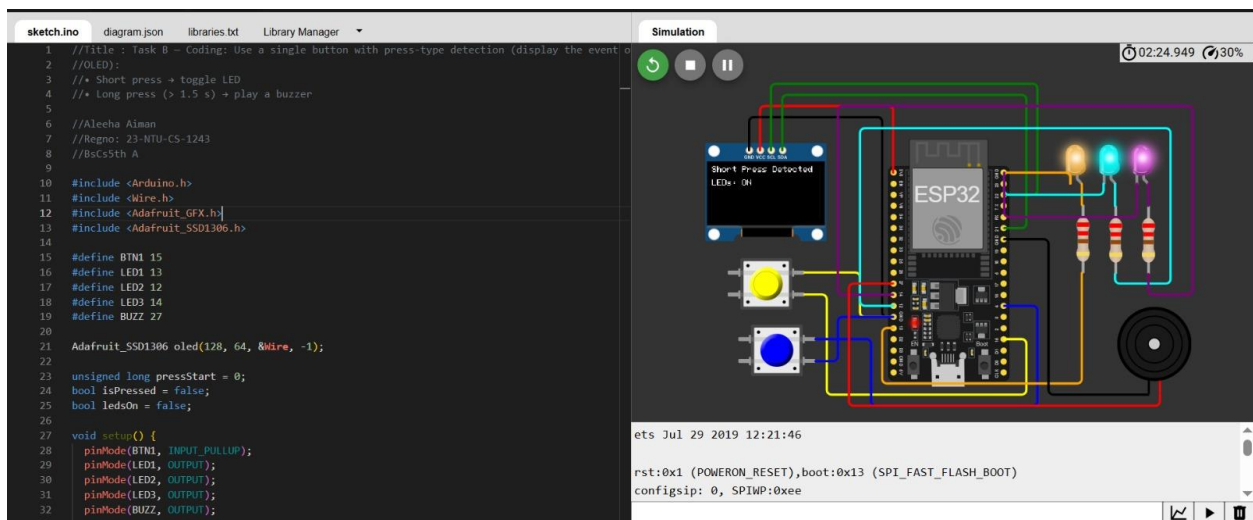 sketch.ino diagram.json libraries.txt Library Manager
1 //Title : Task B – Coding: Use a single button with press-type detection (display the event o
2 //OLED):
3 //• Short press → toggle LED
4 //• Long press (> 1.5 s) → play a buzzer
5
6 //Aleeha Aiman
7 //Regno: 23-NTU-CS-1243
8 //BsCs5th A
9
10 #include <Arduino.h>
11 #include <Wire.h>
12 #include <Adafruit_GFX.h>
13 #include <Adafruit_SSD1306.h>
14
15 #define BTN1 15
16 #define LED1 13
17 #define LED2 12
18 #define LED3 14
19 #define BUZZ 27
20
21 Adafruit_SSD1306 oled(128, 64, &Wire, -1);
22
23 unsigned long pressStart = 0;
24 bool isPressed = false;
25 bool ledsOn = false;
26
27 void setup() {
28 pinMode(BTN1, INPUT_PULLUP);
29 pinMode(LED1, OUTPUT);
30 pinMode(LED2, OUTPUT);
31 pinMode(LED3, OUTPUT);
32 pinMode(BUZZ, OUTPUT);
Simulation
02:24.949 30%
GND VCC SCL SDA
Short Press Detected
LEDs: ON
ESP32
EN Boot
ets Jul 29 2019 12:21:46
rst:0x1 (POWERON_RESET),boot:0x13 (SPI_FAST_FLASH_BOOT)
configsip: 0, SPIWP:0xee